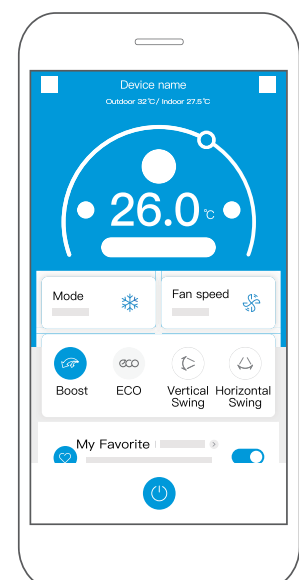 Device name
Outdoor 32℃/ Indoor 27.5℃
26.0℃
Mode
Fan speed
eco
Boost
ECO
Vertical Swing
Horizontal Swing
My Favorite